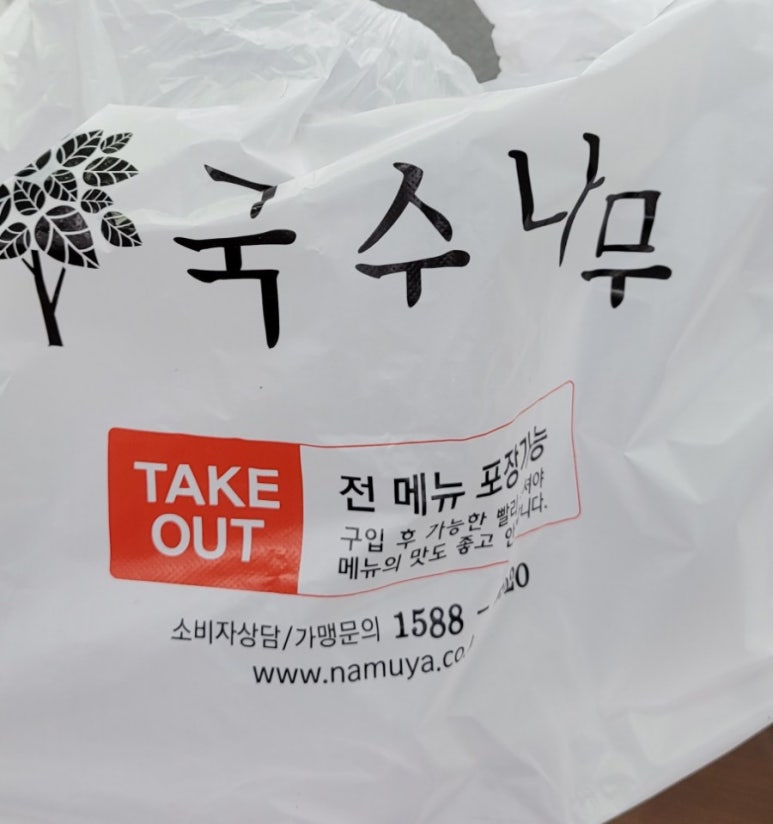 국수나무
TAKE OUT
전 메뉴 포장가능
구입 후 가능한 빨리
메뉴의 맛도 좋고
소비자상담/가맹문의 1588 -
www.namuya.co.